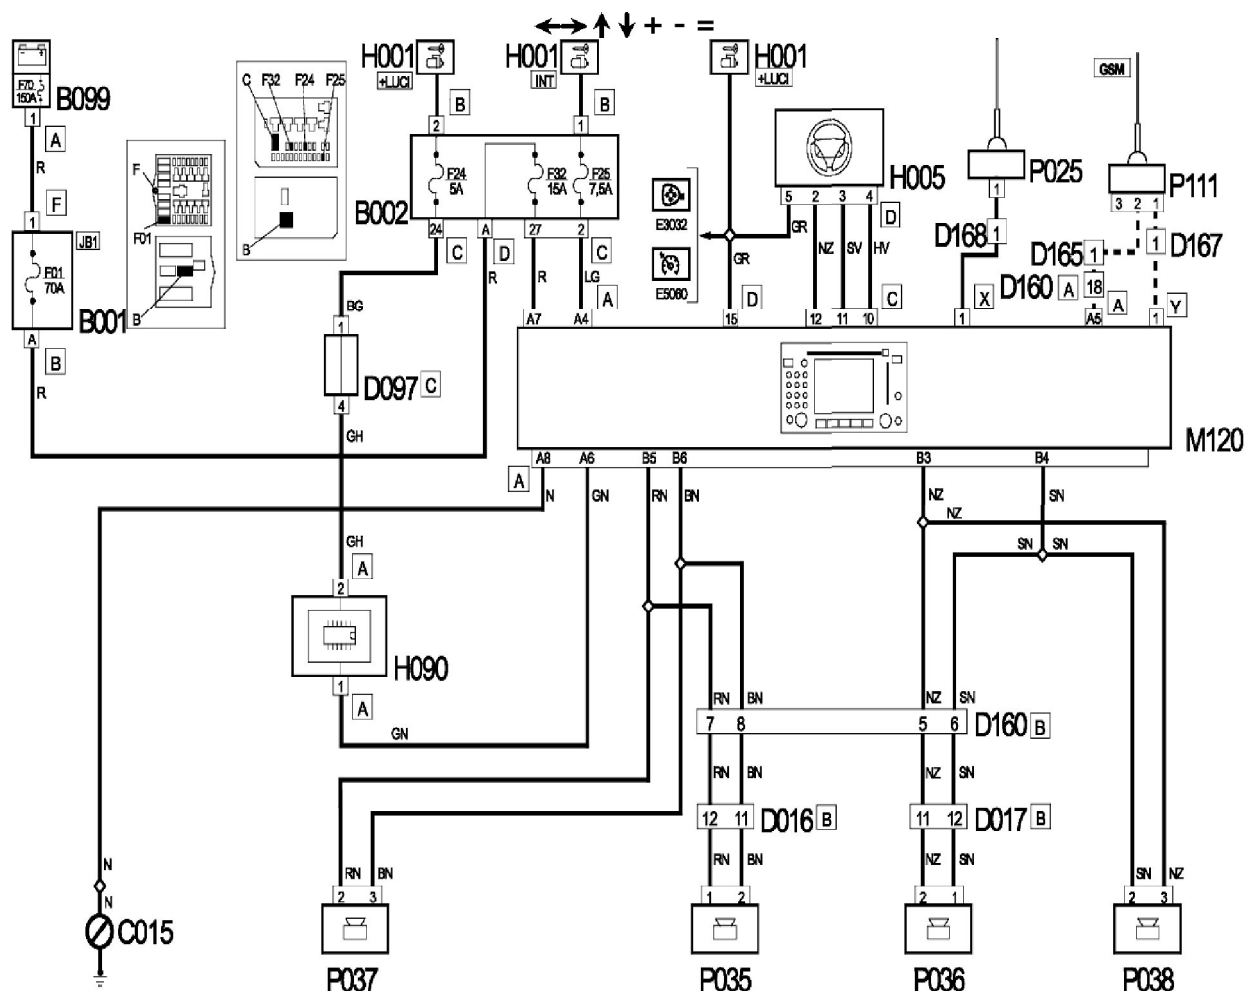 + - =
H001
+LUCI
H001
INT
H001
+LUCI
GSM
F70
150A
B099
1
A
R
F
1
JB1
F01
70A
B001
A
B
R
F
F01
B
C F32 F24 F25
B
B
2
B
1
F24
5A
F32
15A
F25
7,5A
B002
24
C
A
D
27
2
C
R
R
LG
A
BG
1
D097
C
4
GH
E3032
E5060
GR
GR
D
H005
5 2 3 4
D
NZ
SV
HV
C
P025
1
D168
1
X
P111
3 2 1
D165
1
1
D167
D160
A
18
A
Y
A7
A4
15
12
11
10
1
A5
1
M120
A
A8
A6
B5
B6
B3
B4
N
GN
RN
BN
NZ
NZ
SN
SN
SN
GH
A
2
H090
1
A
GN
RN
BN
NZ
SN
7 8 5 6
D160
B
RN
BN
NZ
SN
12 11
D016
B
11 12
D017
B
RN
BN
NZ
SN
N
N
C015
RN
BN
2 3
P037
1 2
P035
2 1
P036
SN
NZ
2 3
P038